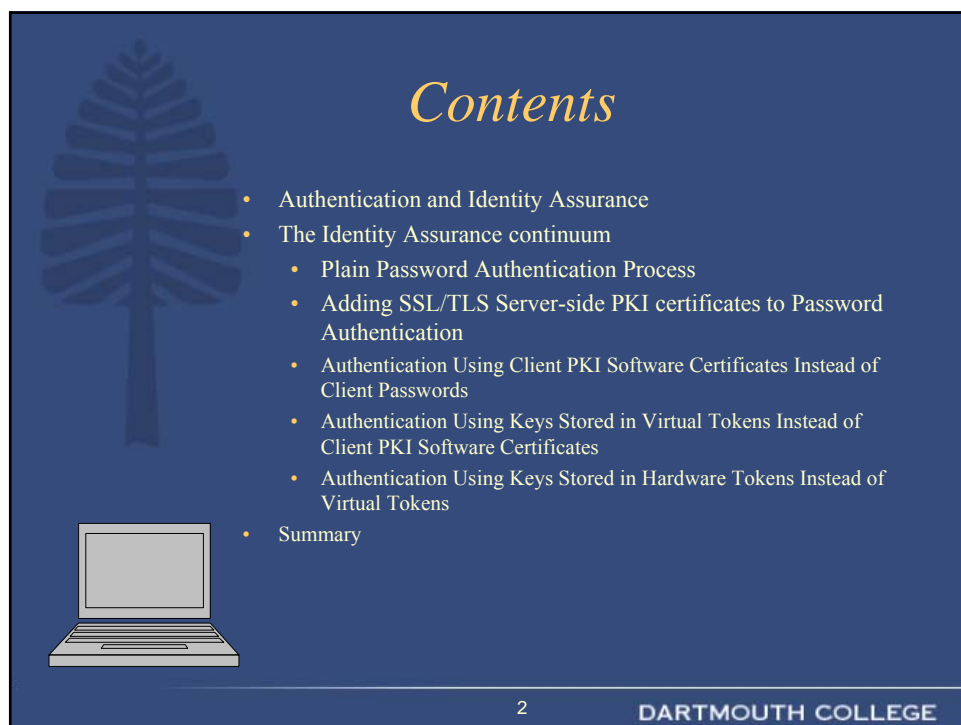 Contents
• Authentication and Identity Assurance
• The Identity Assurance continuum
• Plain Password Authentication Process
• Adding SSL/TLS Server-side PKI certificates to Password
Authentication
• Authentication Using Client PKI Software Certificates Instead of
Client Passwords
• Authentication Using Keys Stored in Virtual Tokens Instead of
Client PKI Software Certificates
• Authentication Using Keys Stored in Hardware Tokens Instead of
Virtual Tokens
• Summary
2
DARTMOUTH COLLEGE